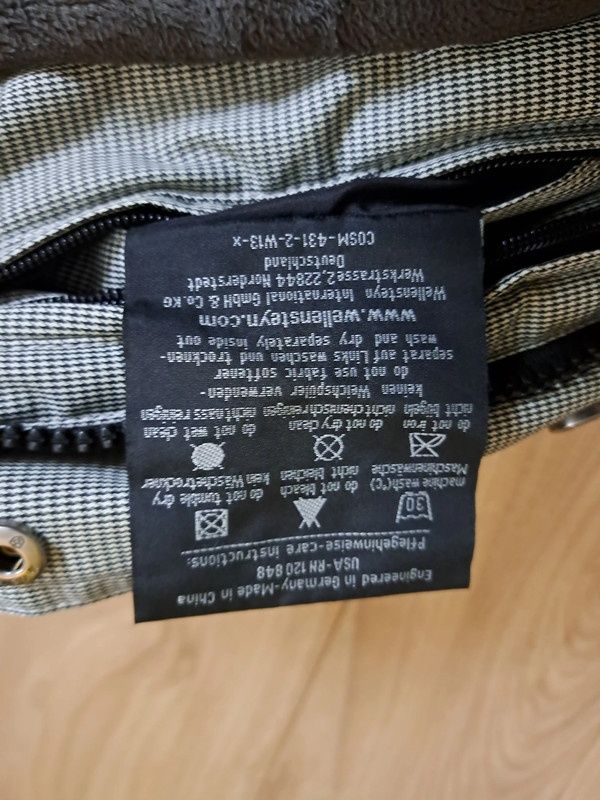 Engineered in Germany-Made in China
USA-RN 120 848
Pflegehinweise-care instructions:
30
machine wash(°C) do not bleach do not tumble dry
Maschinenwäsche nicht bleichen kein Wäschetrockner
do not iron do not dry clean do not wet clean
nicht bügeln nicht chem.reinigen nicht nass reinigen
keinen Weichspüler verwenden-
do not use fabric softener
separat auf Links waschen und trocknen-
wash and dry separately inside out
www.wellensteyn.com
Wellensteyn International GmbH & Co.KG
Werkstrasse2, 22844 Norderstedt
Deutschland
COSM-431-2-W13-x